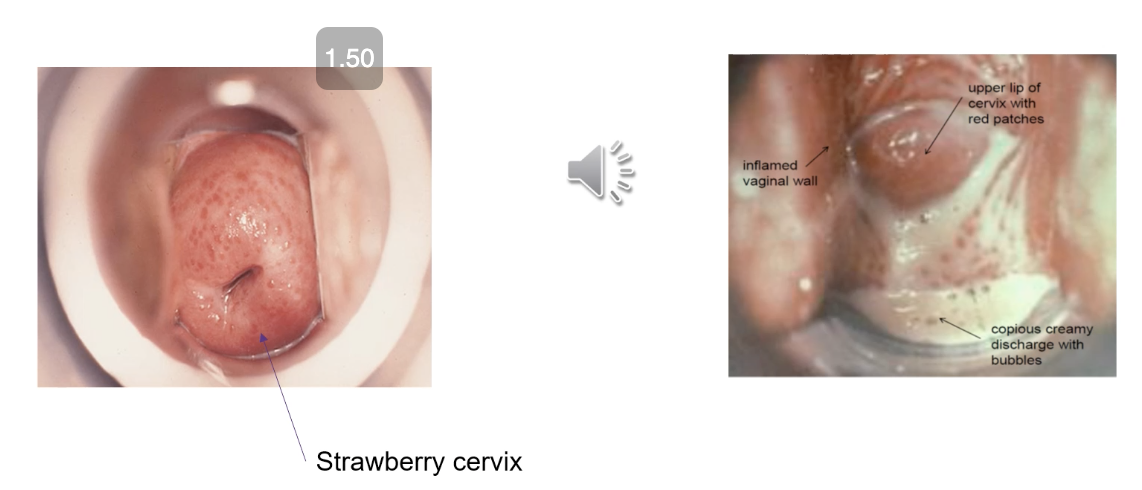 1.50
upper lip of
cervix with
red patches
inflamed
vaginal wall
copious creamy
discharge with
bubbles
Strawberry cervix